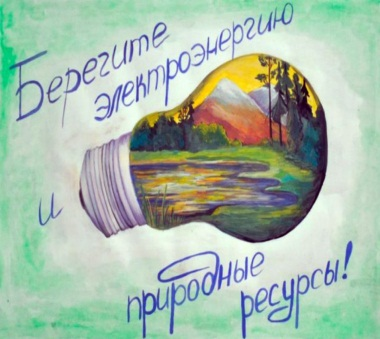 Берегите
электроэнергию
и
природные
ресурсы!